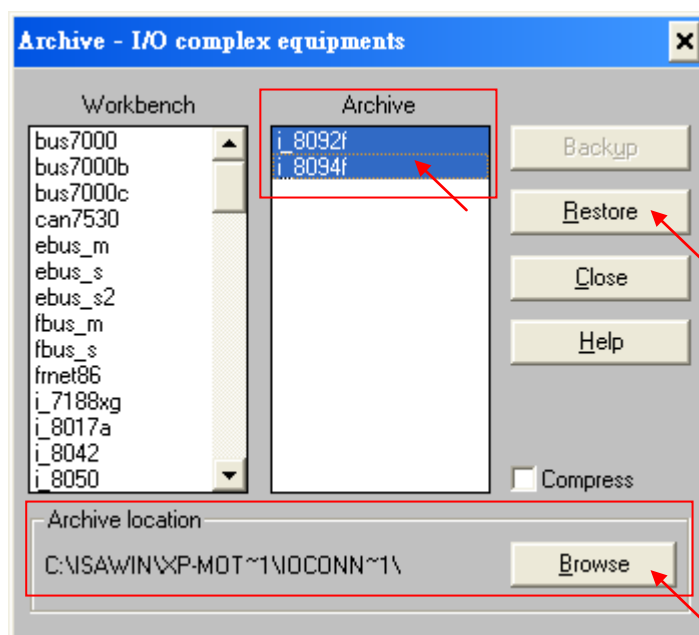 Archive - I/O complex equipments
Workbench
bus7000
bus7000b
bus7000c
can7530
ebus_m
ebus_s
ebus_s2
fbus_m
fbus_s
frnet86
i_7188xg
i_8017a
i_8042
i_8050
Archive
i_8092f
i_8094f
Backup
Restore
Close
Help
Compress
Archive location
C:\ISAWIN\XP-MOT~1\IOCONN~1\
Browse